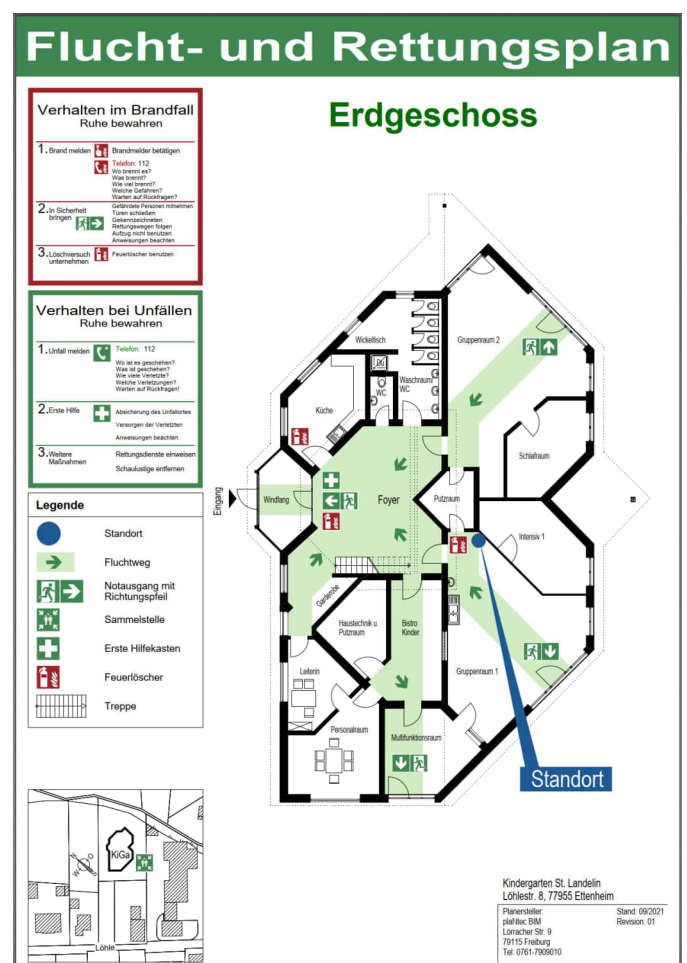 Flucht- und Rettungsplan
Erdgeschoss
Verhalten im Brandfall
Ruhe bewahren
1. Brand melden
Brandmelder betätigen
Telefon: 112
Wo brennt es?
Was brennt?
Wie viel brennt?
Welche Gefahren?
Warten auf Rückfragen?
2. In Sicherheit bringen
Gefährdete Personen mitnehmen
Türen schließen
Gekennzeichneten
Rettungswegen folgen
Aufzug nicht benutzen
Anweisungen beachten
3. Löschversuch unternehmen
Feuerlöscher benutzen
Verhalten bei Unfällen
Ruhe bewahren
1. Unfall melden
Telefon: 112
Wo ist es geschehen?
Was ist geschehen?
Wie viele Verletzte?
Welche Verletzungen?
Warten auf Rückfragen!
2. Erste Hilfe
Absicherung des Unfallortes
Versorgen der Verletzten
Anweisungen beachten
3. Weitere Maßnahmen
Rettungsdienste einweisen
Schaulustige entfernen
Legende
Standort
Fluchtweg
Notausgang mit
Richtungspfeil
Sammelstelle
Erste Hilfekasten
Feuerlöscher
Treppe
Wickeltisch
Gruppenraum 2
Waschraum/
WC
WC
Küche
Schlafraum
Eingang
Windfang
Foyer
Putzraum
Intensiv 1
Garderobe
Haustechnik u.
Putzraum
Bistro
Kinder
Leiterin
Gruppenraum 1
Personalraum
Multifunktionsraum
Standort
KiGa
N
O
W
Löhle
Kindergarten St. Landelin
Löhlestr. 8, 77955 Ettenheim
Planersteller:
Stand: 09/2021
plaNtec BIM
Revision: 01
Lörracher Str. 9
79115 Freiburg
Tel: 0761-7909010